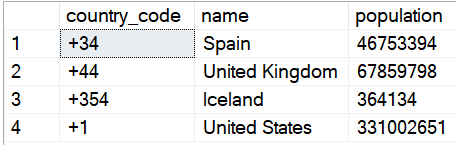 country_code name population
1 +34 Spain 46753394
2 +44 United Kingdom 67859798
3 +354 Iceland 364134
4 +1 United States 331002651